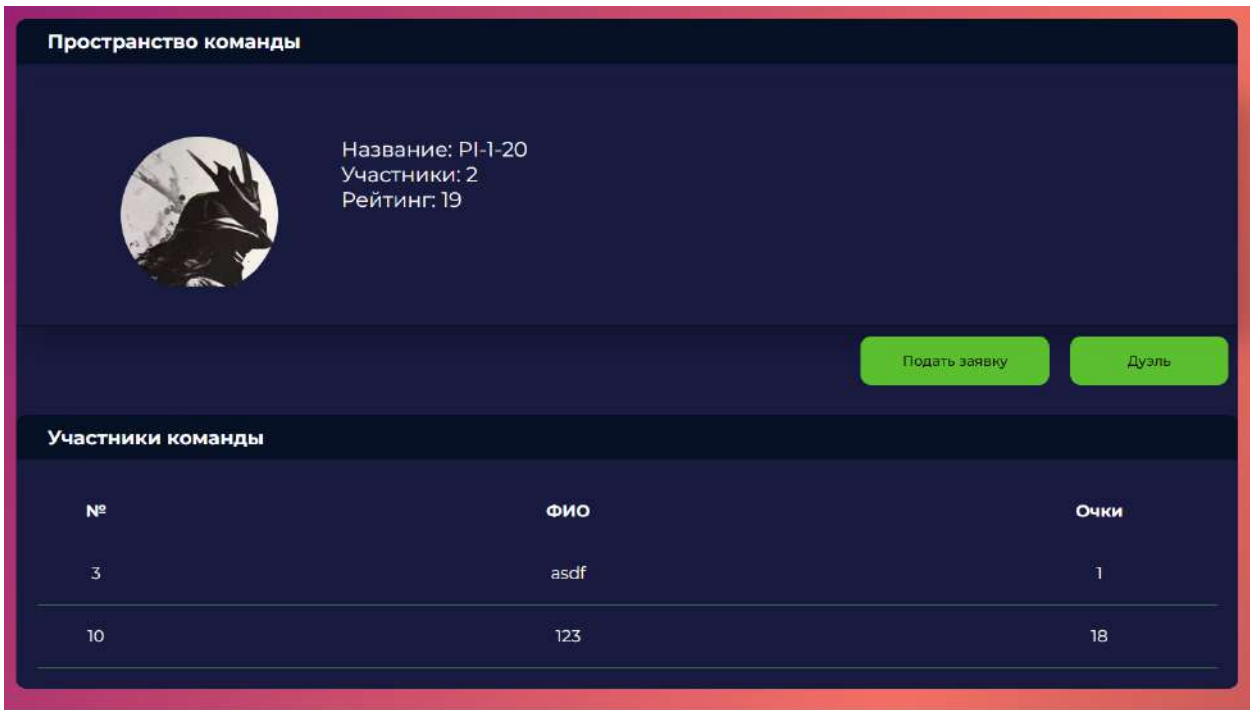 Пространство команды
Название: PI-1-20
Участники: 2
Рейтинг: 19
Подать заявку Дуэль
Участники команды
№ ФИО Очки
3 asdf 1
10 123 18